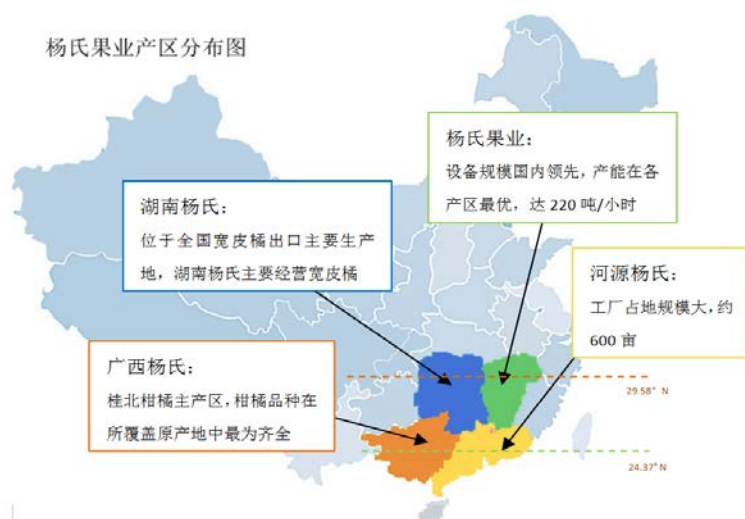 杨氏果业产区分布图
杨氏果业：
设备规模国内领先，产能在各
产区最优，达 220 吨/小时
湖南杨氏：
位于全国宽皮橘出口主要生产
地，湖南杨氏主要经营宽皮橘
河源杨氏：
工厂占地规模大，约
600 亩
广西杨氏：
桂北柑橘主产区，柑橘品种在
所覆盖原产地中最为齐全
29.58° N
24.37°N